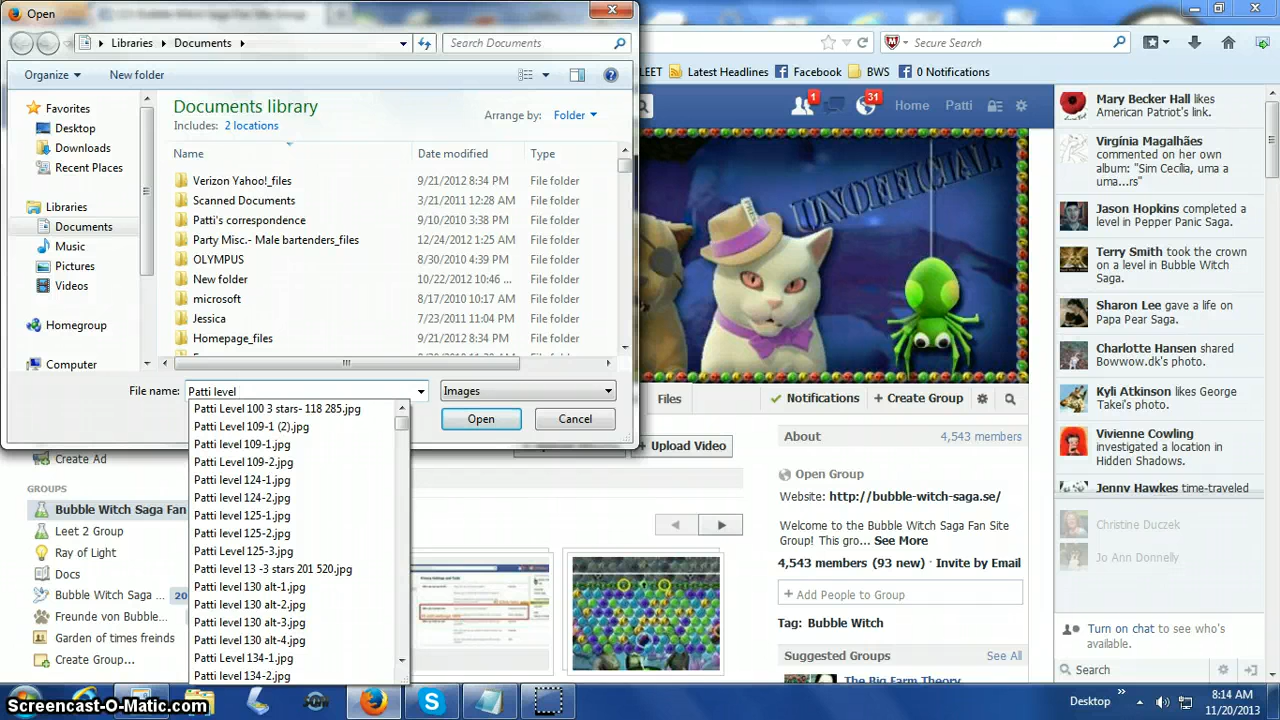 Open
Libraries
Documents
Search Documents
Secure Search
Organize
New folder
LEET
Latest Headlines
Facebook
BWS
0 Notifications
Favorites
Desktop
Downloads
Recent Places
Libraries
Documents
Music
Pictures
Videos
Homegroup
Computer
Documents library
Includes: 2 locations
Arrange by: Folder
Name Date modified Type
Verizon Yahoo!_files 9/21/2012 8:34 PM File folder
Scanned Documents 3/21/2011 12:28 AM File folder
Patti's correspondence 9/10/2010 3:38 PM File folder
Party Misc.- Male bartenders_files 12/24/2012 1:25 AM File folder
OLYMPUS 8/30/2010 4:39 PM File folder
New folder 10/22/2012 10:46 ... File folder
microsoft 8/17/2010 10:17 AM File folder
Jessica 7/23/2011 11:04 PM File folder
Homepage_files 9/21/2012 8:34 PM File folder
File name: Patti level
Images
Open
Cancel
Patti Level 100 3 stars- 118 285.jpg
Patti Level 109-1 (2).jpg
Patti level 109-1.jpg
Patti Level 109-2.jpg
Patti level 124-1.jpg
Patti level 124-2.jpg
Patti level 125-1.jpg
Patti Level 125-2.jpg
Patti Level 125-3.jpg
Patti Level 13 -3 stars 201 520.jpg
Patti level 130 alt-1.jpg
Patti level 130 alt-2.jpg
Patti level 130 alt-3.jpg
Patti level 130 alt-4.jpg
Patti Level 134-1.jpg
Patti Level 134-2.jpg
1
31
Home
Patti
UNOFFICIAL
Files
Notifications
+ Create Group
+ Upload Video
About 4,543 members
Open Group
Website: http://bubble-witch-saga.se/
Welcome to the Bubble Witch Saga Fan Site
Group! This gro... See More
4,543 members (93 new) · Invite by Email
+ Add People to Group
Tag: Bubble Witch
Suggested Groups See All
The Big Farm Theory
Create Ad
GROUPS
Bubble Witch Saga Fan
Leet 2 Group
Ray of Light
Docs
Bubble Witch Saga ... 20
Freunde von Bubble
Garden of times freinds
Create Group...
Mary Becker Hall likes
American Patriot's link.
Virgínia Magalhães
commented on her own
album: "Sim Cecília, uma a
uma...rs"
Jason Hopkins completed a
level in Pepper Panic Saga.
Terry Smith took the crown
on a level in Bubble Witch
Saga.
Sharon Lee gave a life on
Papa Pear Saga.
Charlotte Hansen shared
Bowwow.dk's photo.
Kyli Atkinson likes George
Takei's photo.
Vivienne Cowling
investigated a location in
Hidden Shadows.
Jenny Hawkes time-traveled
Christine Duczek
Jo Ann Donnelly
Turn on chat to see who's
available.
Search
Desktop
8:14 AM
11/20/2013
Screencast-O-Matic.com